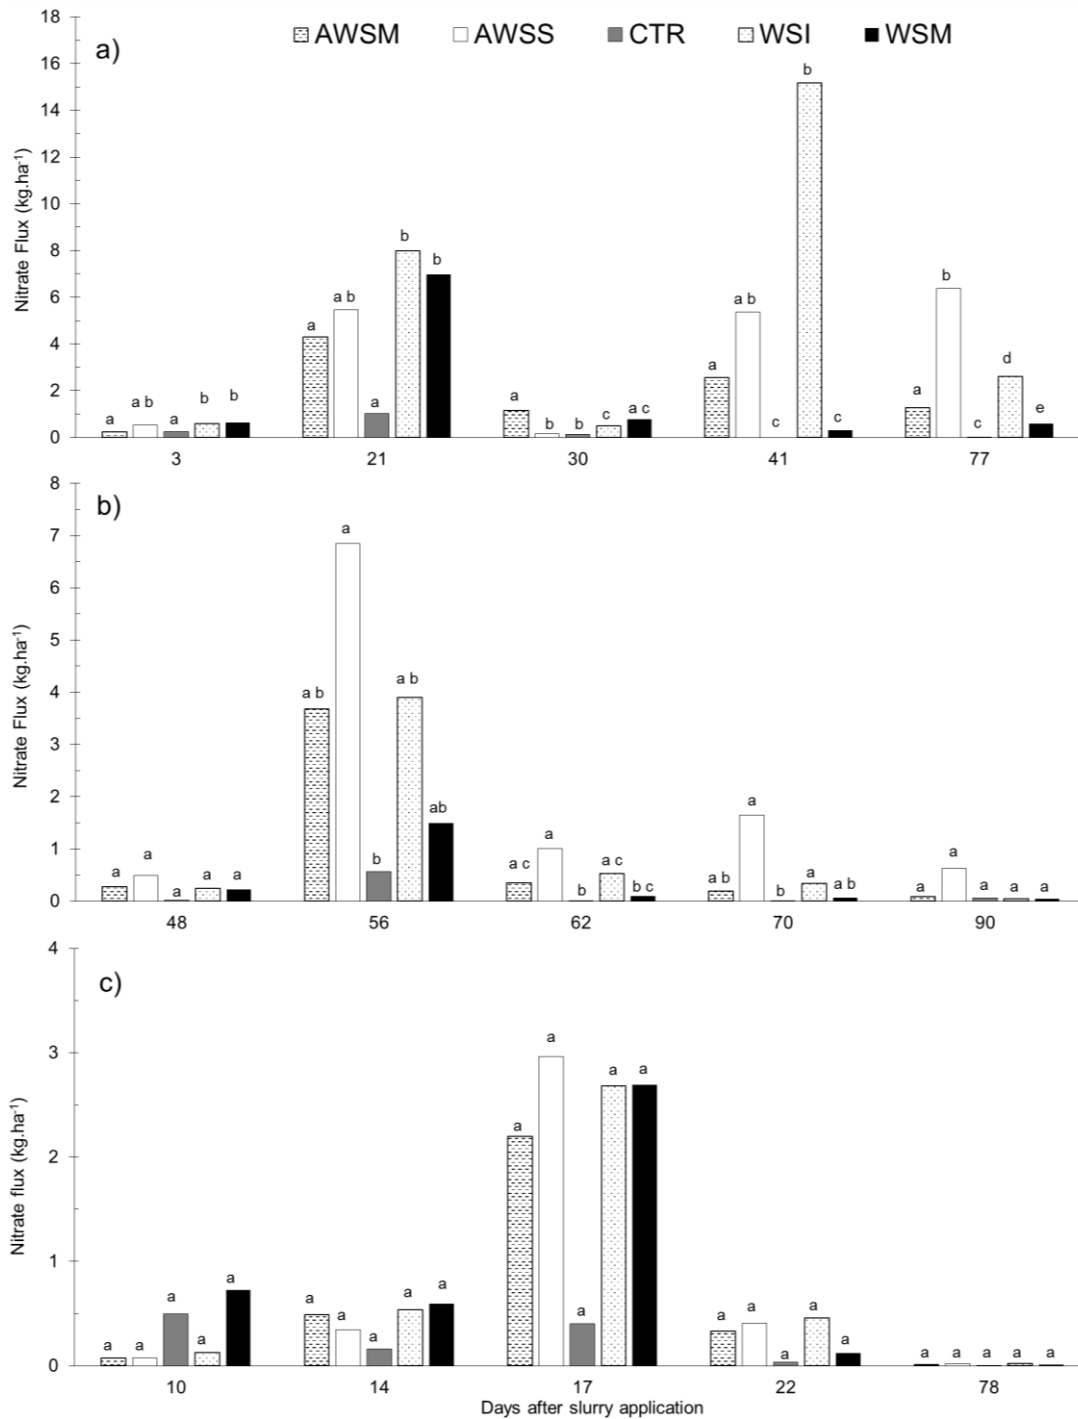 a)
AWSM AWSS CTR WSI WSM
Nitrate Flux (kg.ha⁻¹)
18
16
14
12
10
8
6
4
2
0
a a b a b b
a a b a b b
a b b c a c
a a b c b c
a b c d e
3 21 30 41 77
b)
Nitrate Flux (kg.ha⁻¹)
8
7
6
5
4
3
2
1
0
a a a a a
a b a b a b ab
a c a b a c b c
a b a b a a b
a a a a a
48 56 62 70 90
c)
Nitrate flux (kg.ha⁻¹)
4
3
2
1
0
a a a a a
a a a a a
a a a a a
a a a a a
a a a a a
10 14 17 22 78
Days after slurry application